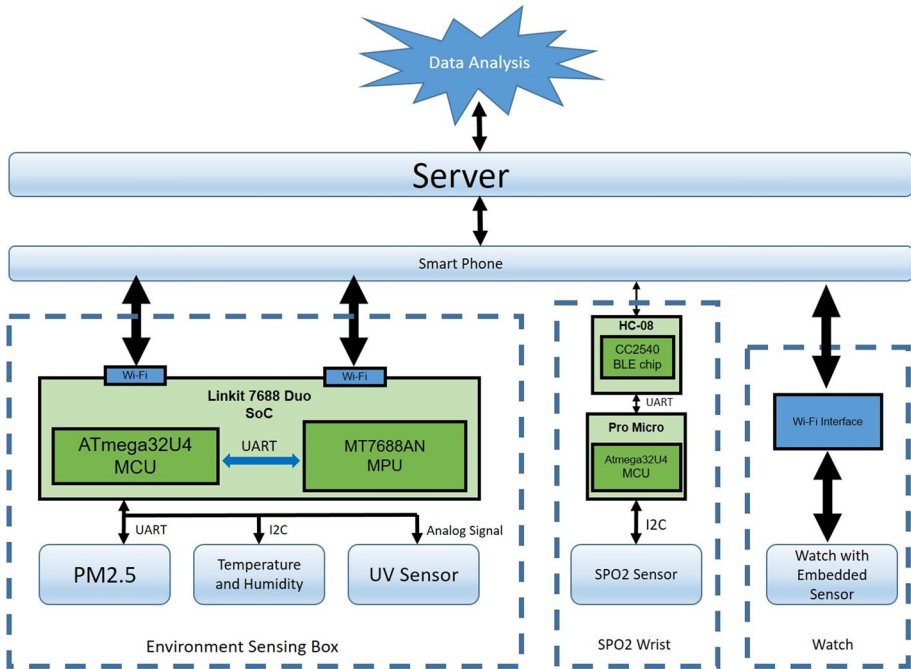 Data Analysis
Server
Smart Phone
Wi-Fi
Wi-Fi
Linkit 7688 Duo
SoC
ATmega32U4
MCU
UART
MT7688AN
MPU
UART
I2C
Analog Signal
PM2.5
Temperature
and Humidity
UV Sensor
Environment Sensing Box
HC-08
CC2540
BLE chip
UART
Pro Micro
Atmega32U4
MCU
I2C
SPO2 Sensor
SPO2 Wrist
Wi-Fi Interface
Watch with
Embedded
Sensor
Watch